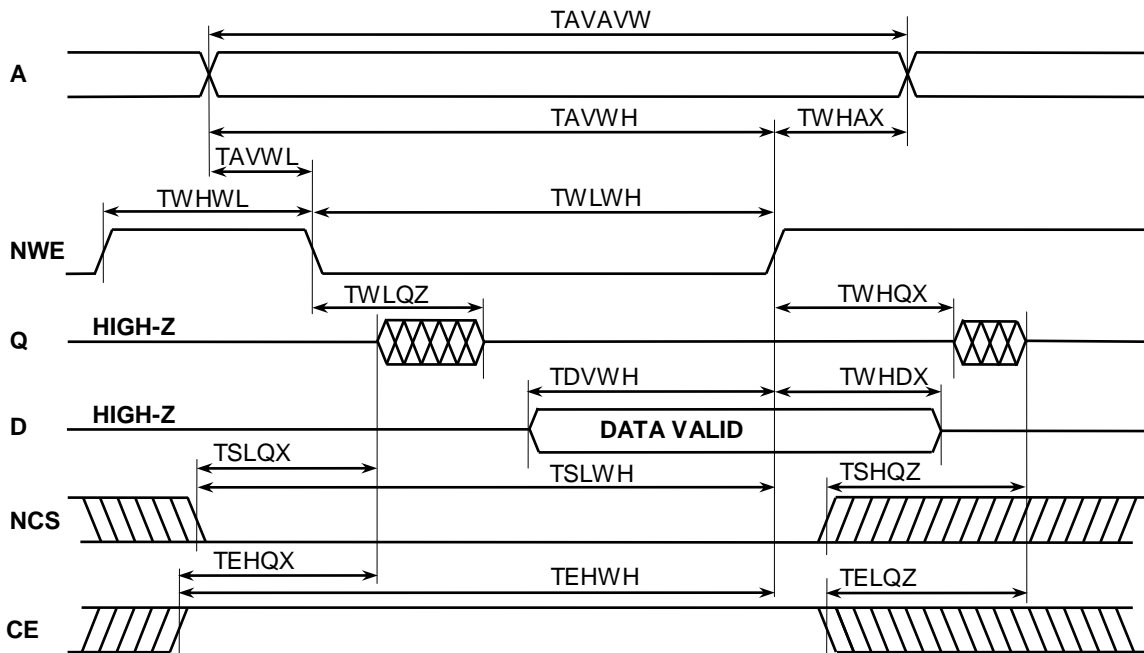 TAVAVW
A
TAVWH
TWHAX
TAVWL
TWHWL
TWLWH
NWE
TWLQZ
TWHQX
Q
HIGH-Z
TDVWH
TWHDX
D
HIGH-Z
DATA VALID
TSLQX
TSLWH
TSHQZ
NCS
TEHQX
TEHWH
TELQZ
CE